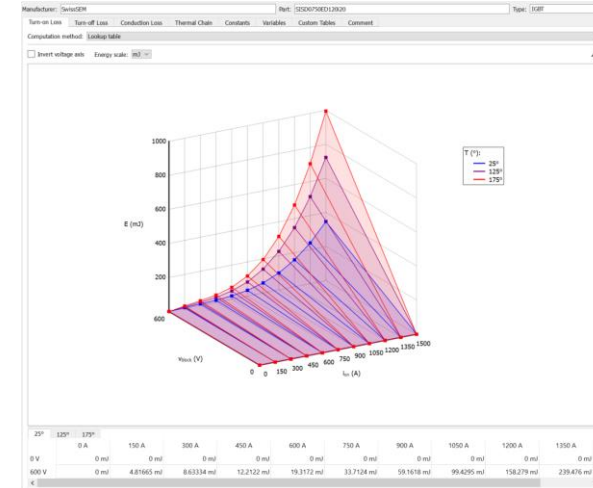 Manufacturer: SwissSEM Part: SISD0750ED120i20 Type: IGBT
Turn-on Loss Turn-off Loss Conduction Loss Thermal Chain Constants Variables Custom Tables Comment
Computation method: Lookup table
Invert voltage axis Energy scale: mJ
1000
800
600
400
200
E (mJ)
T (°):
25°
125°
175°
600
0
vblock (V)
0 150 300 450 600 750 900 1050 1200 1350 1500
ion (A)
25° 125° 175°
0 A 150 A 300 A 450 A 600 A 750 A 900 A 1050 A 1200 A 1350 A
0 V 0 mJ 0 mJ 0 mJ 0 mJ 0 mJ 0 mJ 0 mJ 0 mJ 0 mJ 0 mJ
600 V 0 mJ 4.81665 mJ 8.63334 mJ 12.2122 mJ 19.3172 mJ 33.7124 mJ 59.1618 mJ 99.4295 mJ 158.279 mJ 239.476 mJ